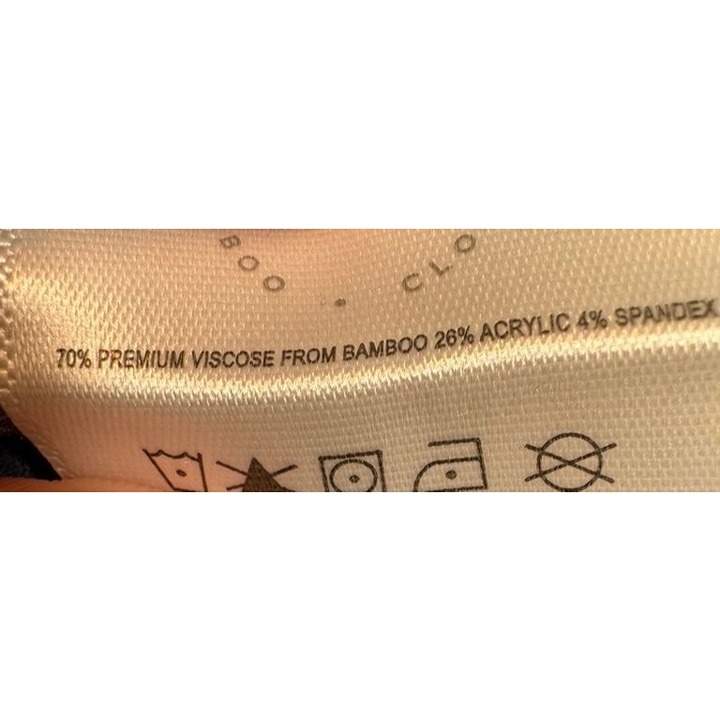 BOO . CLO
70% PREMIUM VISCOSE FROM BAMBOO 26% ACRYLIC 4% SPANDEX